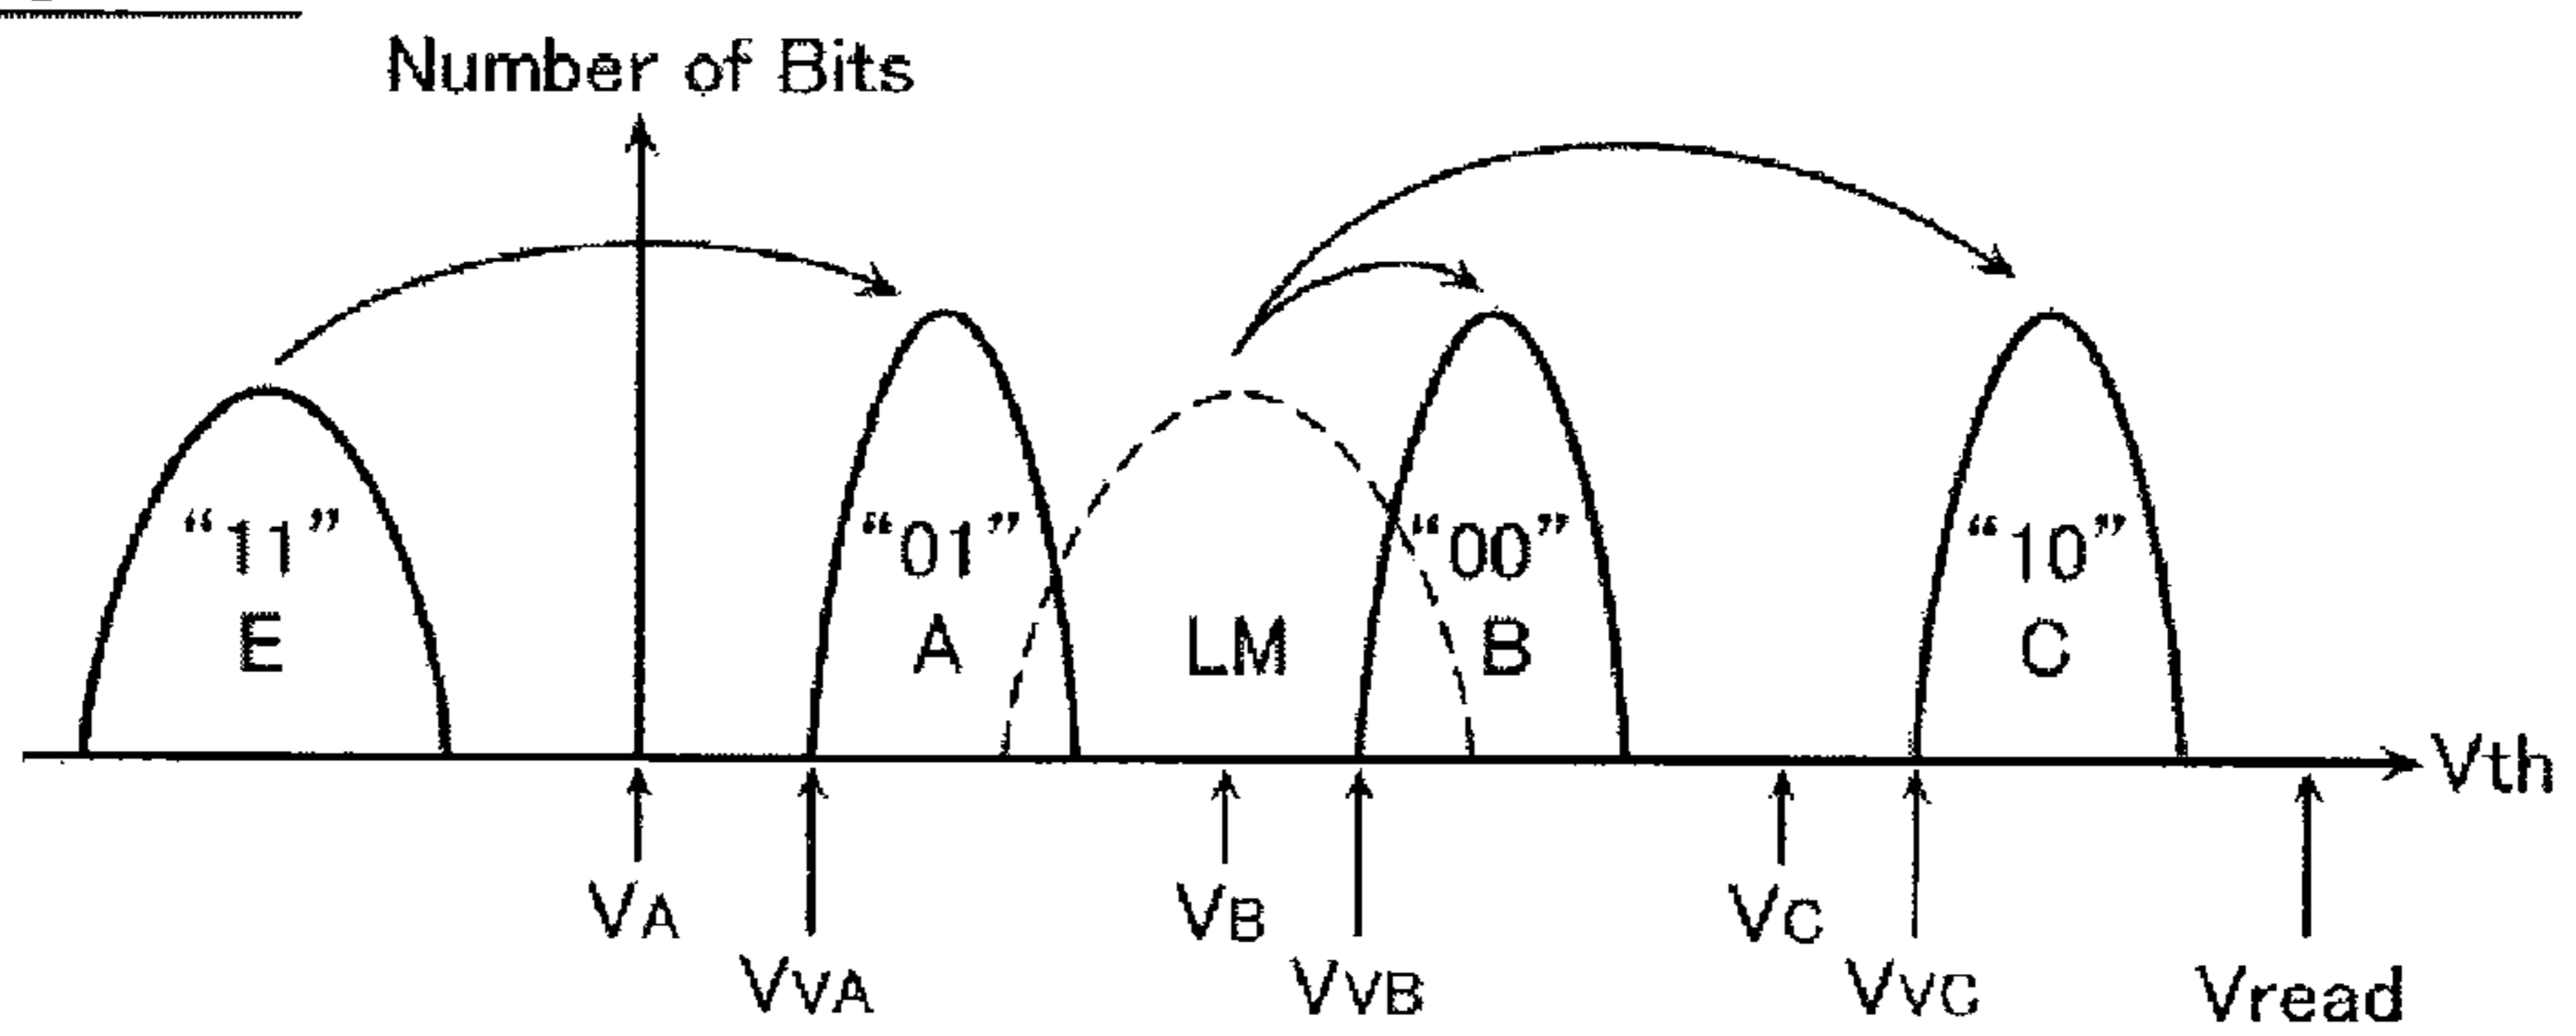 Number of Bits
“11” “01” “00” “10”
E A LM B C
Vth
VA VB VC
VVA VVB VVC Vread